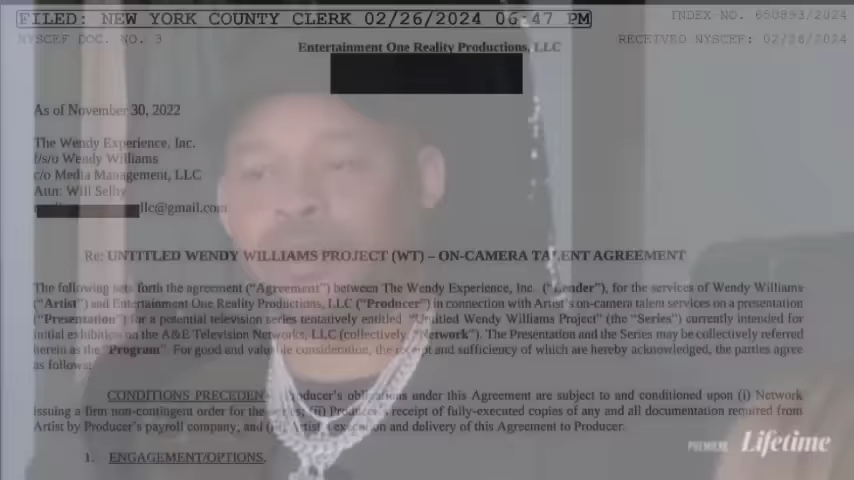 FILED: NEW YORK COUNTY CLERK 02/26/2024 06:47 PM
INDEX NO. 650893/2024
NYSCEF DOC. NO. 3
RECEIVED NYSCEF: 02/26/2024
Entertainment One Reality Productions, LLC
As of November 30, 2022
The Wendy Experience, Inc.
f/s/o Wendy Williams
c/o Media Management, LLC
Attn: Will Selby
llc@gmail.com
Re: UNTITLED WENDY WILLIAMS PROJECT (WT) – ON-CAMERA TALENT AGREEMENT
The following sets forth the agreement (“Agreement”) between The Wendy Experience, Inc. (“Lender”), for the services of Wendy Williams
(“Artist”) and Entertainment One Reality Productions, LLC (“Producer”) in connection with Artist’s on-camera talent services on a presentation
(“Presentation”) for a potential television series tentatively entitled “Untitled Wendy Williams Project” (the “Series”) currently intended for
initial exhibition on the A&E Television Networks, LLC (collectively, “Network”). The Presentation and the Series may be collectively referred
herein as the “Program”. For good and valuable consideration, the receipt and sufficiency of which are hereby acknowledged, the parties agree
as follows:
CONDITIONS PRECEDENT: Producer’s obligations under this Agreement are subject to and conditioned upon (i) Network
issuing a firm non-contingent order for the series; (ii) Producer’s receipt of fully-executed copies of any and all documentation required from
Artist by Producer’s payroll company, and (iii) Artist’s execution and delivery of this Agreement to Producer.
1. ENGAGEMENT/OPTIONS.
PREMIERE Lifetime